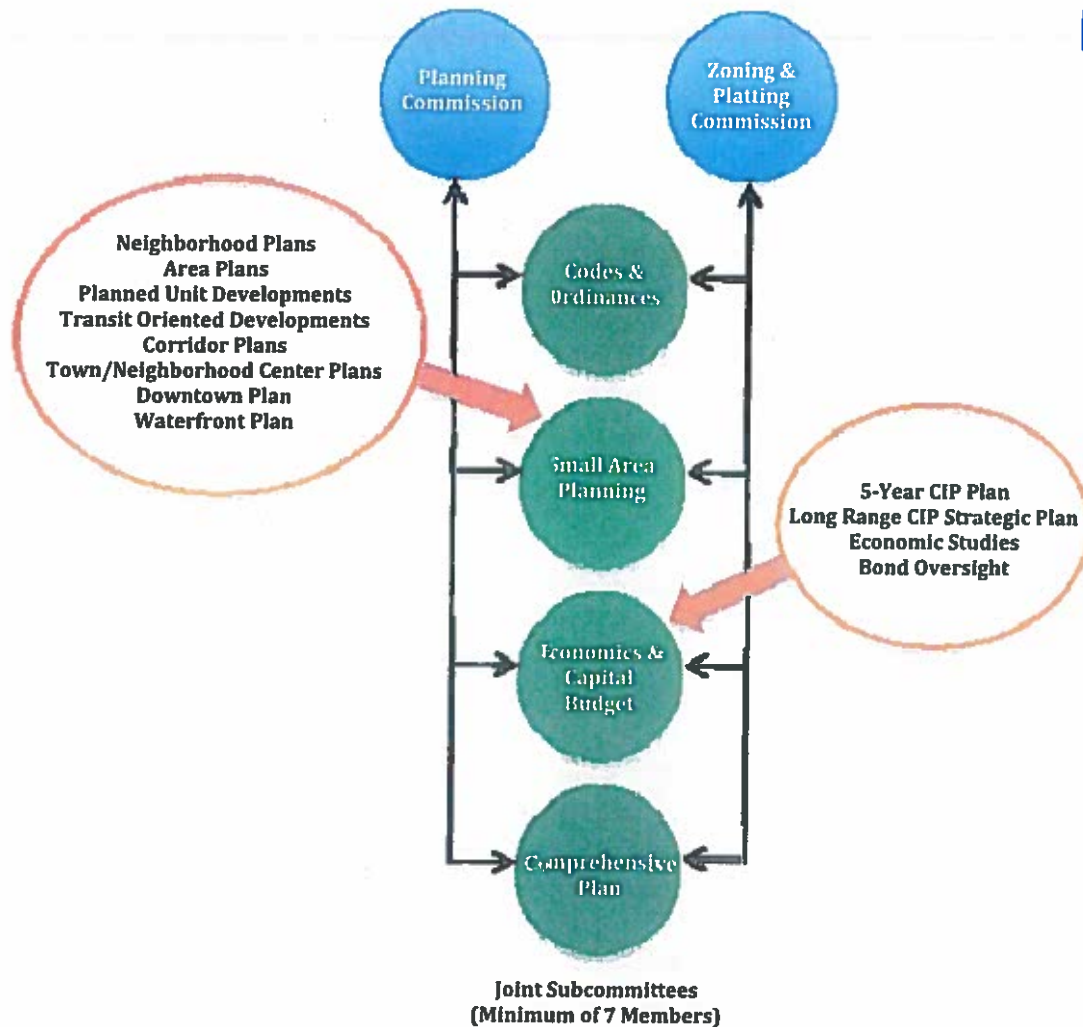 Planning
Commission
Zoning &
Platting
Commission
Neighborhood Plans
Area Plans
Planned Unit Developments
Transit Oriented Developments
Corridor Plans
Town/Neighborhood Center Plans
Downtown Plan
Waterfront Plan
Codes &
Ordinances
Small Area
Planning
5-Year CIP Plan
Long Range CIP Strategic Plan
Economic Studies
Bond Oversight
Economics &
Capital
Budget
Comprehensive
Plan
Joint Subcommittees
(Minimum of 7 Members)